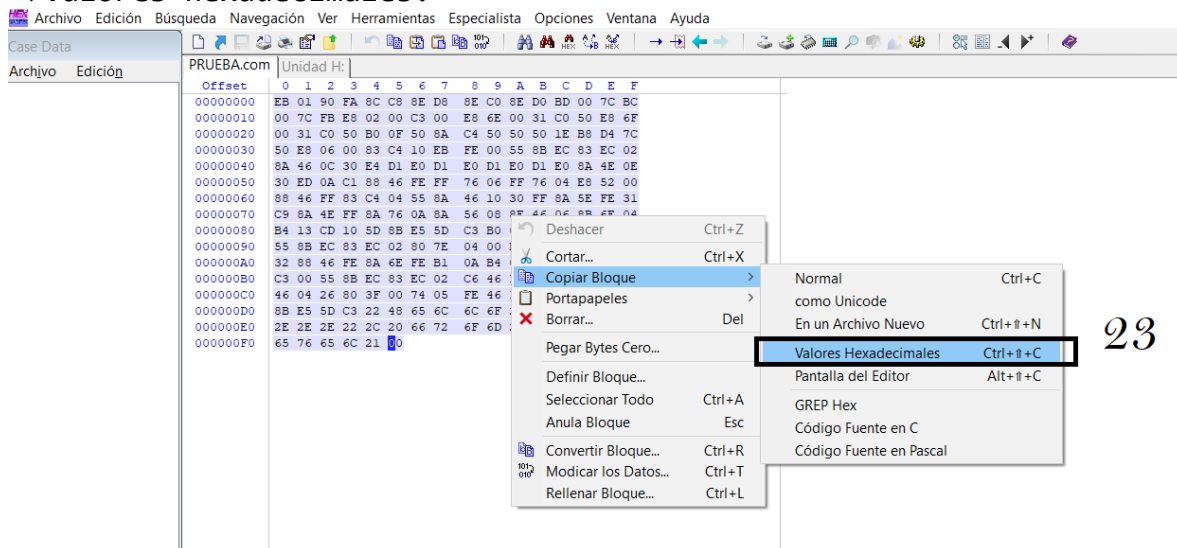 Archivo Edición Búsqueda Navegación Ver Herramientas Especialista Opciones Ventana Ayuda
Case Data
Archivo Edición
PRUEBA.com Unidad H:
Offset 0 1 2 3 4 5 6 7 8 9 A B C D E F
00000000 EB 01 90 FA 8C C8 8E D8 8E C0 8E D0 BD 00 7C BC
00000010 00 7C FB E8 02 00 C3 00 E8 6E 00 31 C0 50 E8 6F
00000020 00 31 C0 50 B0 0F 50 8A C4 50 50 50 1E B8 D4 7C
00000030 50 E8 06 00 83 C4 10 EB FE 00 55 8B EC 83 EC 02
00000040 8A 46 0C 30 E4 D1 E0 D1 E0 D1 E0 D1 E0 8A 4E 0E
00000050 30 ED 0A C1 88 46 FE FF 76 06 FF 76 04 E8 52 00
00000060 88 46 FF 83 C4 04 55 8A 46 10 30 FF 8A 5E FE 31
00000070 C9 8A 4E FF 8A 76 0A 8A 56 08
00000080 B4 13 CD 10 5D 8B E5 5D C3 B0
00000090 55 8B EC 83 EC 02 80 7E 04 00
000000A0 32 88 46 FE 8A 6E FE B1 0A B4
000000B0 C3 00 55 8B EC 83 EC 02 C6 46
000000C0 46 04 26 80 3F 00 74 05 FE 46
000000D0 8B E5 5D C3 22 48 65 6C 6C 6F
000000E0 2E 2E 2E 22 2C 20 66 72 6F 6D
000000F0 65 76 65 6C 21 00
Deshacer Ctrl+Z
Cortar... Ctrl+X
Copiar Bloque
Portapapeles
Borrar... Del
Pegar Bytes Cero...
Definir Bloque...
Seleccionar Todo Ctrl+A
Anula Bloque Esc
Convertir Bloque... Ctrl+R
Modicar los Datos... Ctrl+T
Rellenar Bloque... Ctrl+L
Normal Ctrl+C
como Unicode
En un Archivo Nuevo Ctrl+⇑+N
Valores Hexadecimales Ctrl+⇑+C
Pantalla del Editor Alt+⇑+C
GREP Hex
Código Fuente en C
Código Fuente en Pascal
23